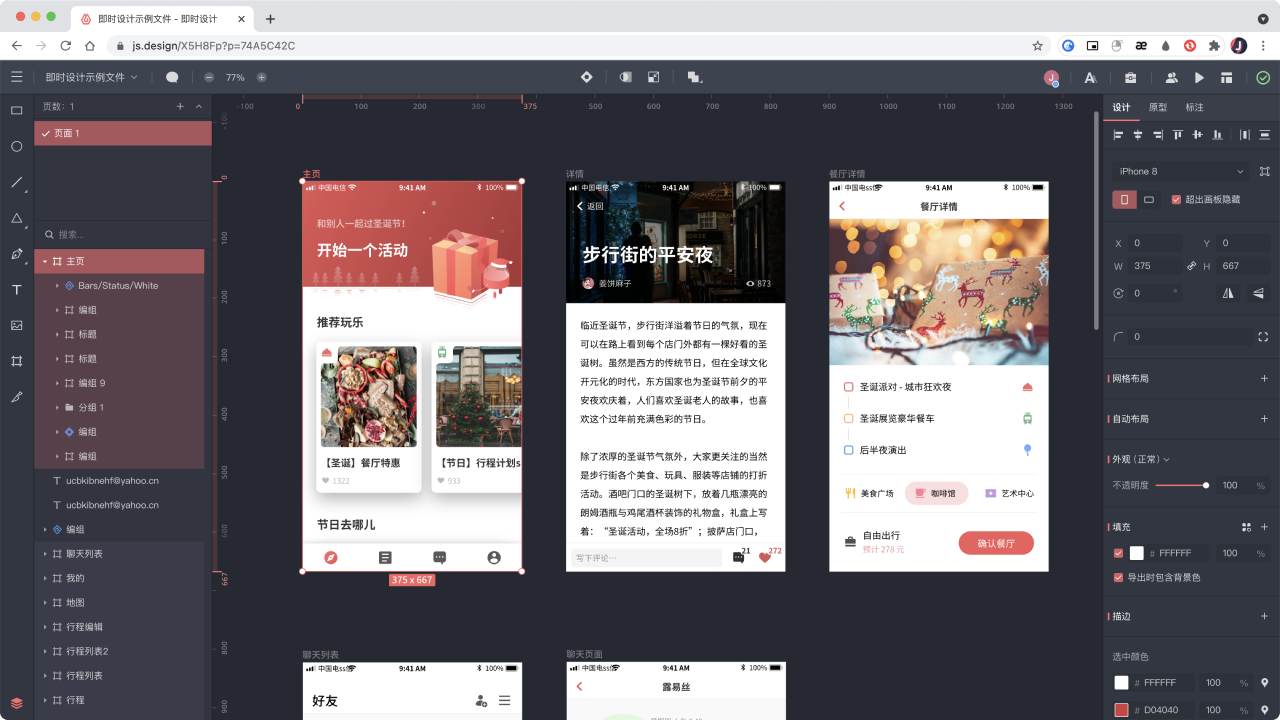 即时设计示例文件 - 即时设计
js.design/X5H8Fp?p=74A5C42C
即时设计示例文件
77%
页数: 1
页面 1
搜索...
主页
Bars/Status/White
编组
标题
标题
编组 9
分组 1
编组
编组
ucbkibnehf@yahoo.cn
ucbkibnehf@yahoo.cn
编组
聊天列表
我的
地图
行程编辑
行程列表2
行程列表
行程
-100
0
100
200
300
375
500
600
700
800
900
1000
1100
1200
1300
0
100
200
300
400
500
600
667
800
900
主页
中国电信
9:41 AM
100%
和别人一起过圣诞节！
开始一个活动
推荐玩乐
【圣诞】餐厅特惠
1322
【节日】行程计划s
933
节日去哪儿
375 x 667
详情
中国电信
9:41 AM
100%
返回
步行街的平安夜
姜饼麻子
873
临近圣诞节，步行街洋溢着节日的气氛，现在
可以在路上看到每个店门外都有一棵好看的圣
诞树。虽然是西方的传统节日，但在全球文化
开元化的时代，东方国家也为圣诞节前夕的平
安夜欢庆着，人们喜欢圣诞老人的故事，也喜
欢这个过年前充满色彩的节日。
除了浓厚的圣诞节气氛外，大家更关注的当然
是步行街各个美食、玩具、服装等店铺的打折
活动。酒吧门口的圣诞树下，放着几瓶漂亮的
朗姆酒瓶与鸡尾酒杯装饰的礼物盒，礼盒上写
着：“圣诞活动，全场8折”；披萨店门口，
写下评论…
21
272
餐厅详情
中国电ss信
9:41 AM
100%
餐厅详情
圣诞派对 - 城市狂欢夜
圣诞展览豪华餐车
后半夜演出
美食广场
咖啡馆
艺术中心
自由出行
预计 278 元
确认餐厅
聊天列表
中国电ss信
9:41 AM
100%
好友
聊天页面
中国电ss信
9:41 AM
100%
露易丝
设计
原型
标注
iPhone 8
超出画板隐藏
X
0
Y
0
W
375
H
667
0
°
0
网格布局
自动布局
外观 (正常)
不透明度
100
%
填充
# FFFFFF
100
%
导出时包含背景色
描边
选中颜色
# FFFFFF
100
%
# D04040
100
%